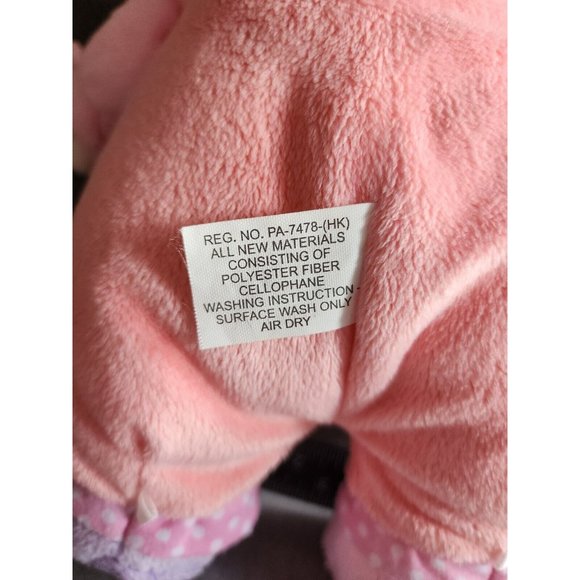 REG. NO. PA-7478-(HK)
ALL NEW MATERIALS
CONSISTING OF
POLYESTER FIBER
CELLOPHANE
WASHING INSTRUCTION -
SURFACE WASH ONLY
AIR DRY